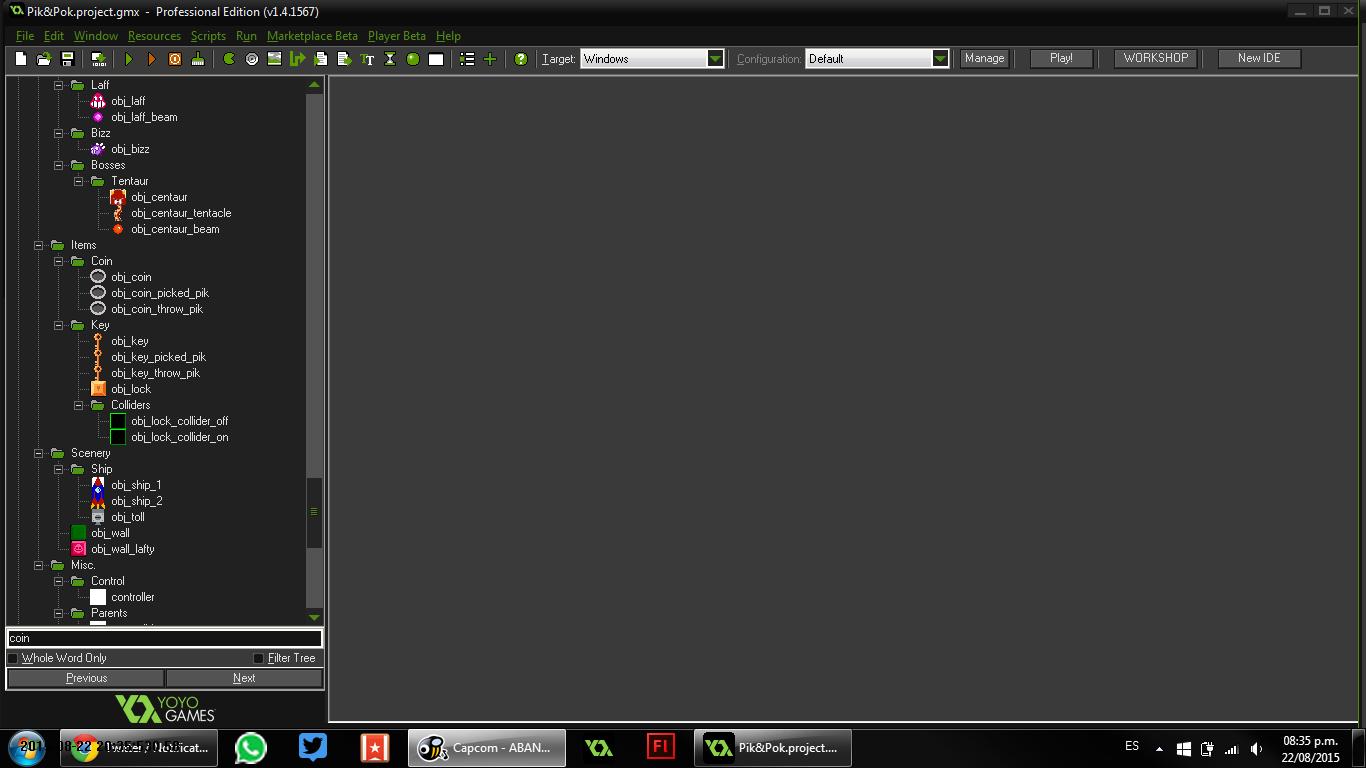 Pik&Pok.project.gmx - Professional Edition (v1.4.1567)
File Edit Window Resources Scripts Run Marketplace Beta Player Beta Help
Target: Windows Configuration: Default Manage Play! WORKSHOP New IDE
Laff
obj_laff
obj_laff_beam
Bizz
obj_bizz
Bosses
Tentaur
obj_centaur
obj_centaur_tentacle
obj_centaur_beam
Items
Coin
obj_coin
obj_coin_picked_pik
obj_coin_throw_pik
Key
obj_key
obj_key_picked_pik
obj_key_throw_pik
obj_lock
Colliders
obj_lock_collider_off
obj_lock_collider_on
Scenery
Ship
obj_ship_1
obj_ship_2
obj_toll
obj_wall
obj_wall_lafty
Misc.
Control
controller
Parents
coin
Whole Word Only Filter Tree
Previous Next
YOYO
GAMES
Capcom - ABAN... Fl Pik&Pok.project.... ES
08:35 p.m.
22/08/2015